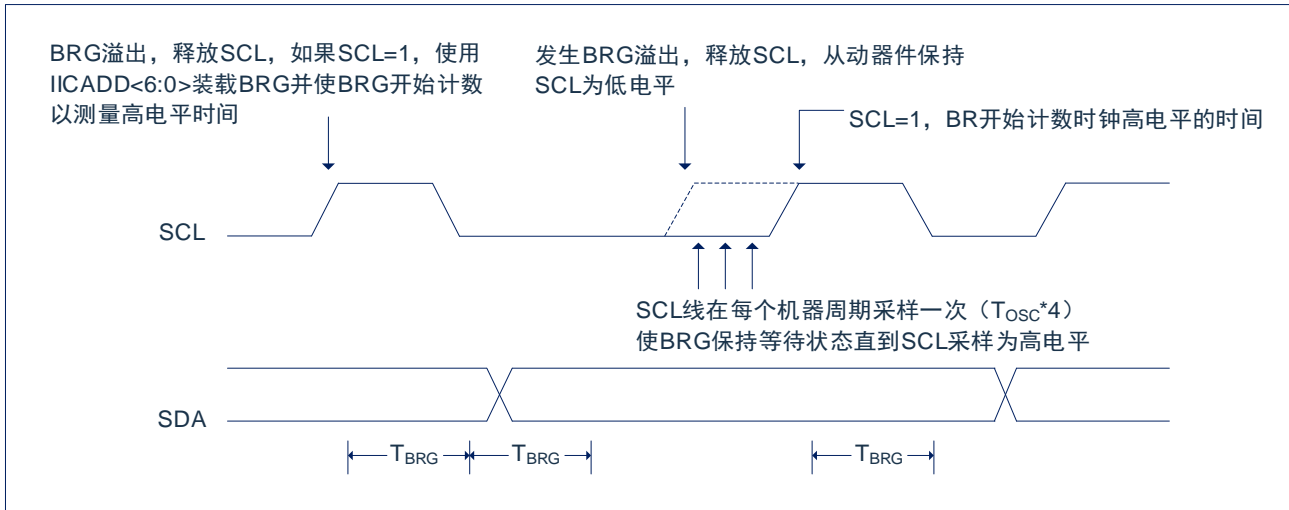 BRG溢出，释放SCL，如果SCL=1，使用
IICADD<6:0>装载BRG并使BRG开始计数
以测量高电平时间
发生BRG溢出，释放SCL，从动器件保持
SCL为低电平
SCL=1，BR开始计数时钟高电平的时间
SCL
SCL线在每个机器周期采样一次（TOSC*4）
使BRG保持等待状态直到SCL采样为高电平
SDA
TBRG
TBRG
TBRG